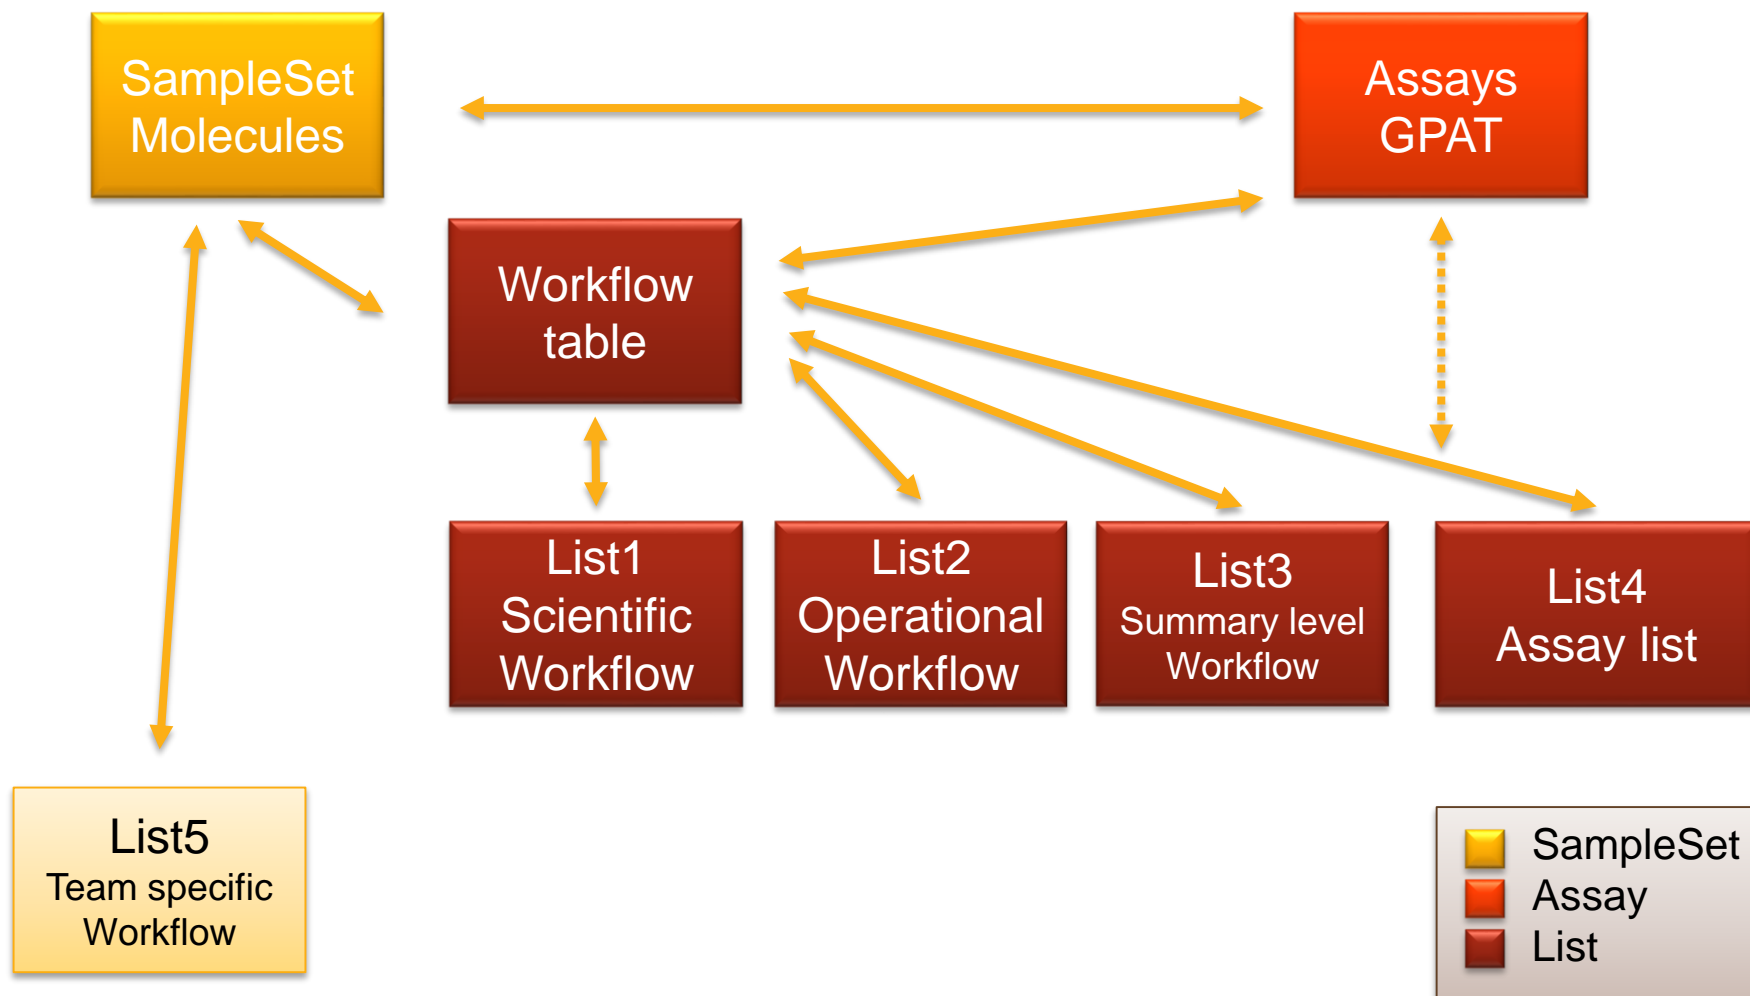 SampleSet
Molecules
Assays
GPAT
Workflow
table
List1
Scientific
Workflow
List2
Operational
Workflow
List3
Summary level
Workflow
List4
Assay list
List5
Team specific
Workflow
SampleSet
Assay
List